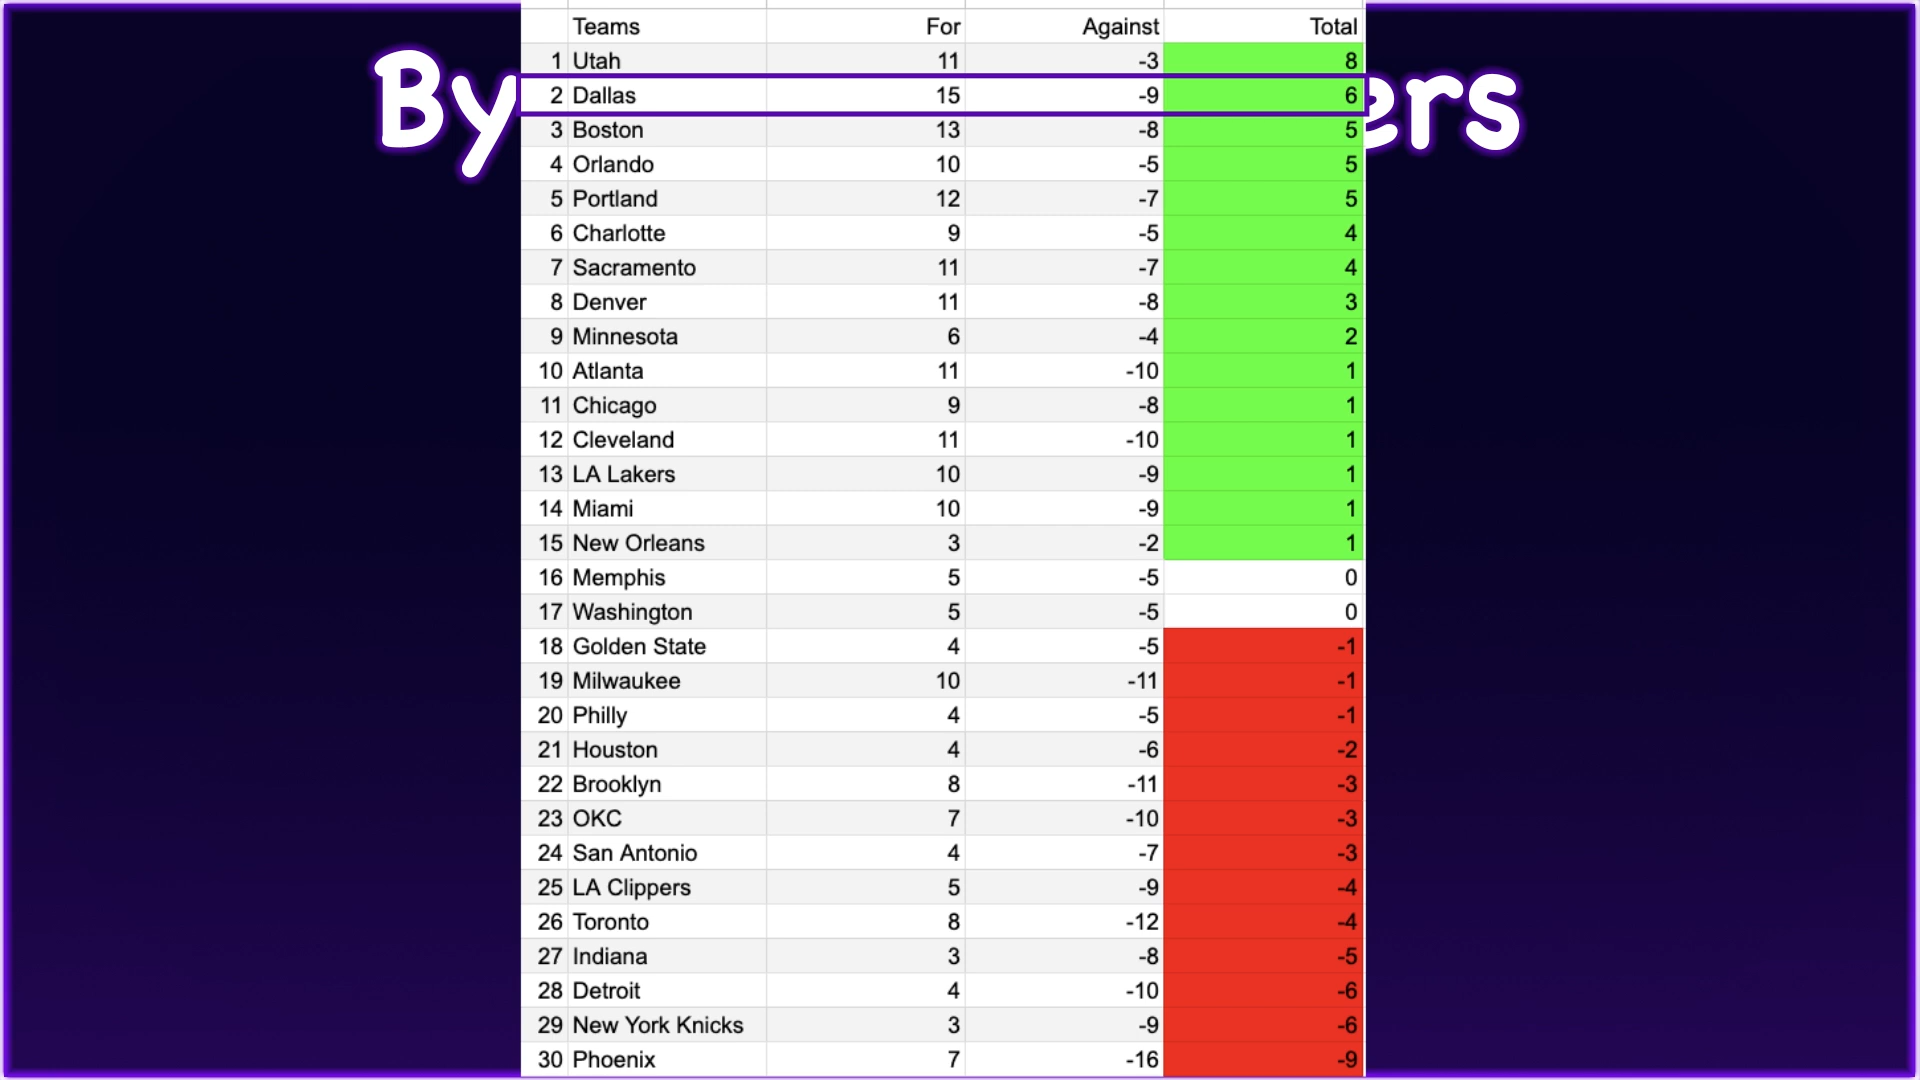 Teams For Against Total
1 Utah 11 -3 8
By ers
2 Dallas 15 -9 6
3 Boston 13 -8 5
4 Orlando 10 -5 5
5 Portland 12 -7 5
6 Charlotte 9 -5 4
7 Sacramento 11 -7 4
8 Denver 11 -8 3
9 Minnesota 6 -4 2
10 Atlanta 11 -10 1
11 Chicago 9 -8 1
12 Cleveland 11 -10 1
13 LA Lakers 10 -9 1
14 Miami 10 -9 1
15 New Orleans 3 -2 1
16 Memphis 5 -5 0
17 Washington 5 -5 0
18 Golden State 4 -5 -1
19 Milwaukee 10 -11 -1
20 Philly 4 -5 -1
21 Houston 4 -6 -2
22 Brooklyn 8 -11 -3
23 OKC 7 -10 -3
24 San Antonio 4 -7 -3
25 LA Clippers 5 -9 -4
26 Toronto 8 -12 -4
27 Indiana 3 -8 -5
28 Detroit 4 -10 -6
29 New York Knicks 3 -9 -6
30 Phoenix 7 -16 -9